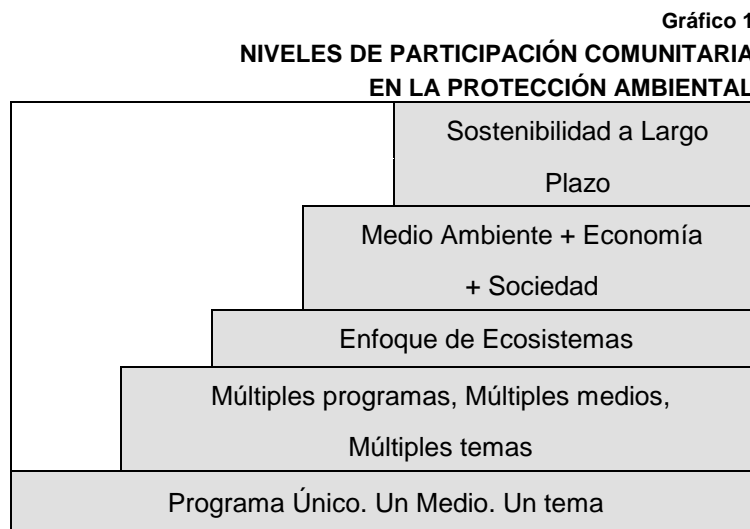 Gráfico 1
NIVELES DE PARTICIPACIÓN COMUNITARIA
EN LA PROTECCIÓN AMBIENTAL
Sostenibilidad a Largo
Plazo
Medio Ambiente + Economía
+ Sociedad
Enfoque de Ecosistemas
Múltiples programas, Múltiples medios,
Múltiples temas
Programa Único. Un Medio. Un tema